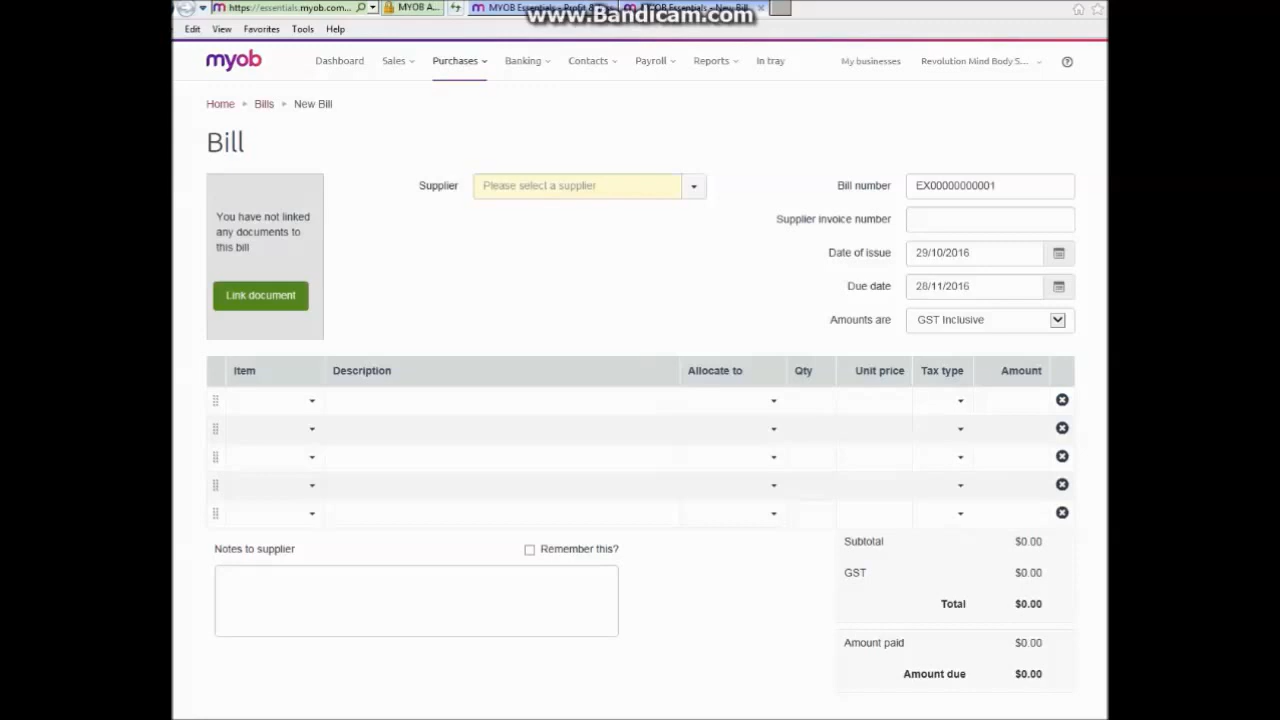 www.Bandicam.com
https://essentials.myob.com...
MYOB A...
MYOB Essentials - Profit &
MYOB Essentials - New Bill
Edit View Favorites Tools Help
myob
Dashboard Sales Purchases Banking Contacts Payroll Reports In tray My businesses Revolution Mind Body S...
Home Bills New Bill
Bill
You have not linked
any documents to
this bill
Link document
Supplier Please select a supplier
Bill number EX00000000001
Supplier invoice number
Date of issue 29/10/2016
Due date 28/11/2016
Amounts are GST Inclusive
Item Description Allocate to Qty Unit price Tax type Amount
Notes to supplier Remember this?
Subtotal $0.00
GST $0.00
Total $0.00
Amount paid $0.00
Amount due $0.00